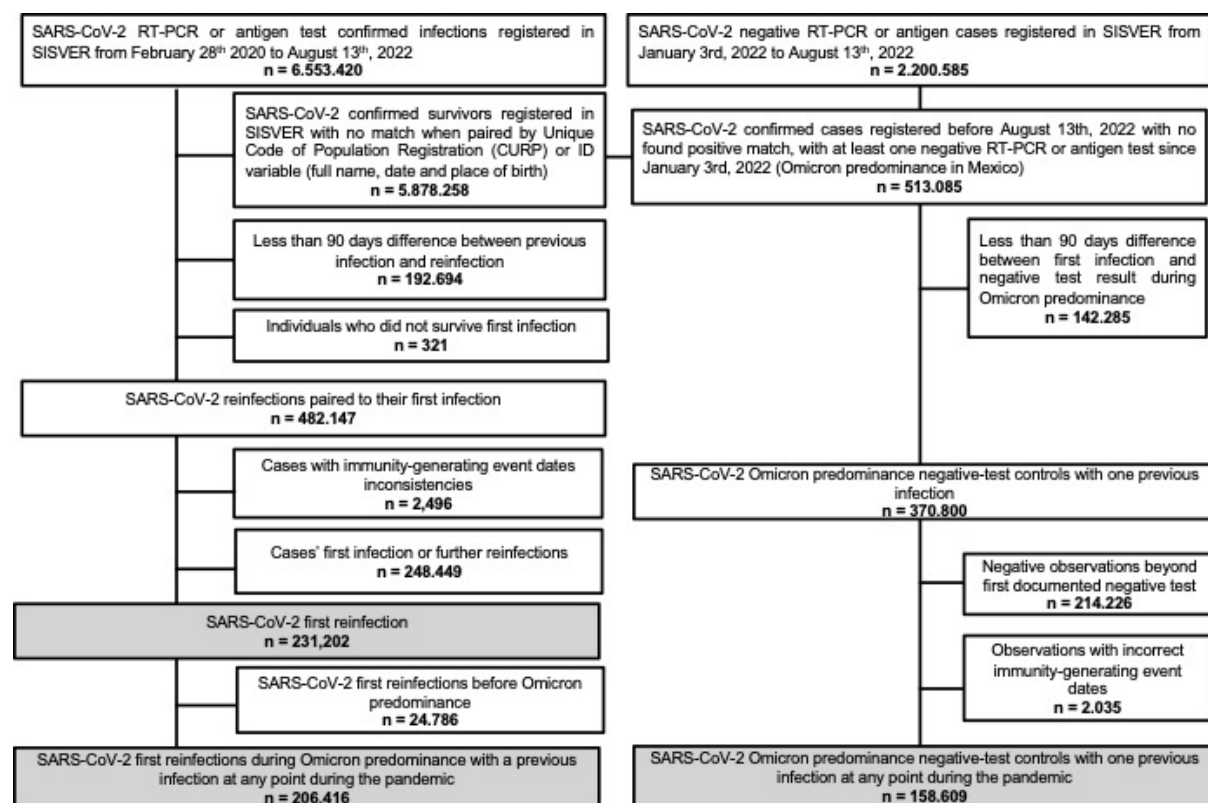 SARS-CoV-2 RT-PCR or antigen test confirmed infections registered in
SISVER from February 28th 2020 to August 13th, 2022
n = 6.553.420
SARS-CoV-2 confirmed survivors registered in
SISVER with no match when paired by Unique
Code of Population Registration (CURP) or ID
variable (full name, date and place of birth)
n = 5.878.258
Less than 90 days difference between previous
infection and reinfection
n = 192.694
Individuals who did not survive first infection
n = 321
SARS-CoV-2 reinfections paired to their first infection
n = 482.147
Cases with immunity-generating event dates
inconsistencies
n = 2,496
Cases' first infection or further reinfections
n = 248.449
SARS-CoV-2 first reinfection
n = 231,202
SARS-CoV-2 first reinfections before Omicron
predominance
n = 24.786
SARS-CoV-2 first reinfections during Omicron predominance with a previous
infection at any point during the pandemic
n = 206.416
SARS-CoV-2 negative RT-PCR or antigen cases registered in SISVER from
January 3rd, 2022 to August 13th, 2022
n = 2.200.585
SARS-CoV-2 confirmed cases registered before August 13th, 2022 with no
found positive match, with at least one negative RT-PCR or antigen test since
January 3rd, 2022 (Omicron predominance in Mexico)
n = 513.085
Less than 90 days difference
between first infection and
negative test result during
Omicron predominance
n = 142.285
SARS-CoV-2 Omicron predominance negative-test controls with one previous
infection
n = 370.800
Negative observations beyond
first documented negative test
n = 214.226
Observations with incorrect
immunity-generating event
dates
n = 2.035
SARS-CoV-2 Omicron predominance negative-test controls with one previous
infection at any point during the pandemic
n = 158.609